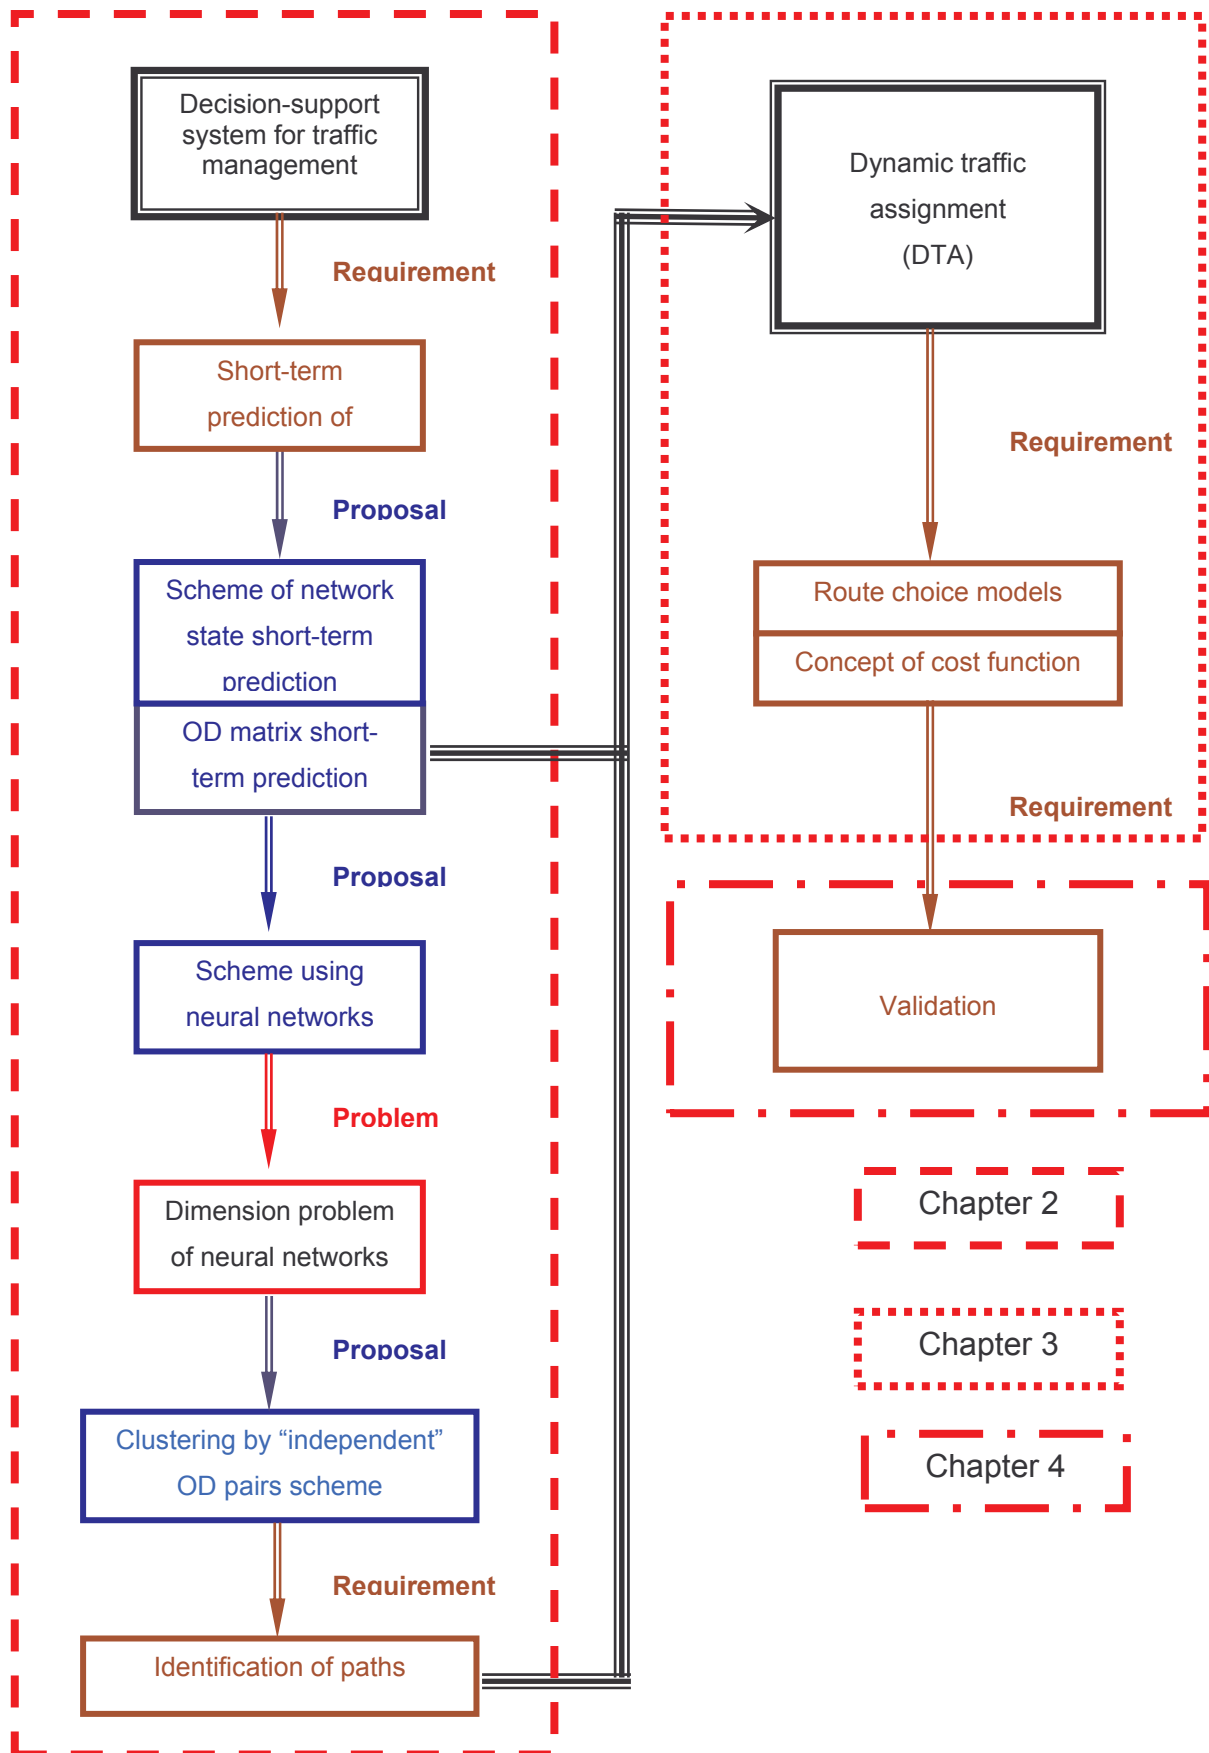 Decision-support
system for traffic
management
Requirement
Short-term
prediction of
Proposal
Scheme of network
state short-term
prediction
OD matrix short-
term prediction
Proposal
Scheme using
neural networks
Problem
Dimension problem
of neural networks
Proposal
Clustering by “independent”
OD pairs scheme
Requirement
Identification of paths
Dynamic traffic
assignment
(DTA)
Requirement
Route choice models
Concept of cost function
Requirement
Validation
Chapter 2
Chapter 3
Chapter 4